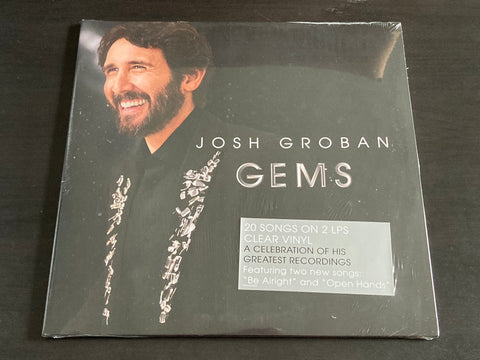 JOSH GROBAN
GEMS
20 SONGS ON 2 LPS
CLEAR VINYL
A CELEBRATION OF HIS
GREATEST RECORDINGS
Featuring two new songs:
"Be Alright" and "Open Hands"